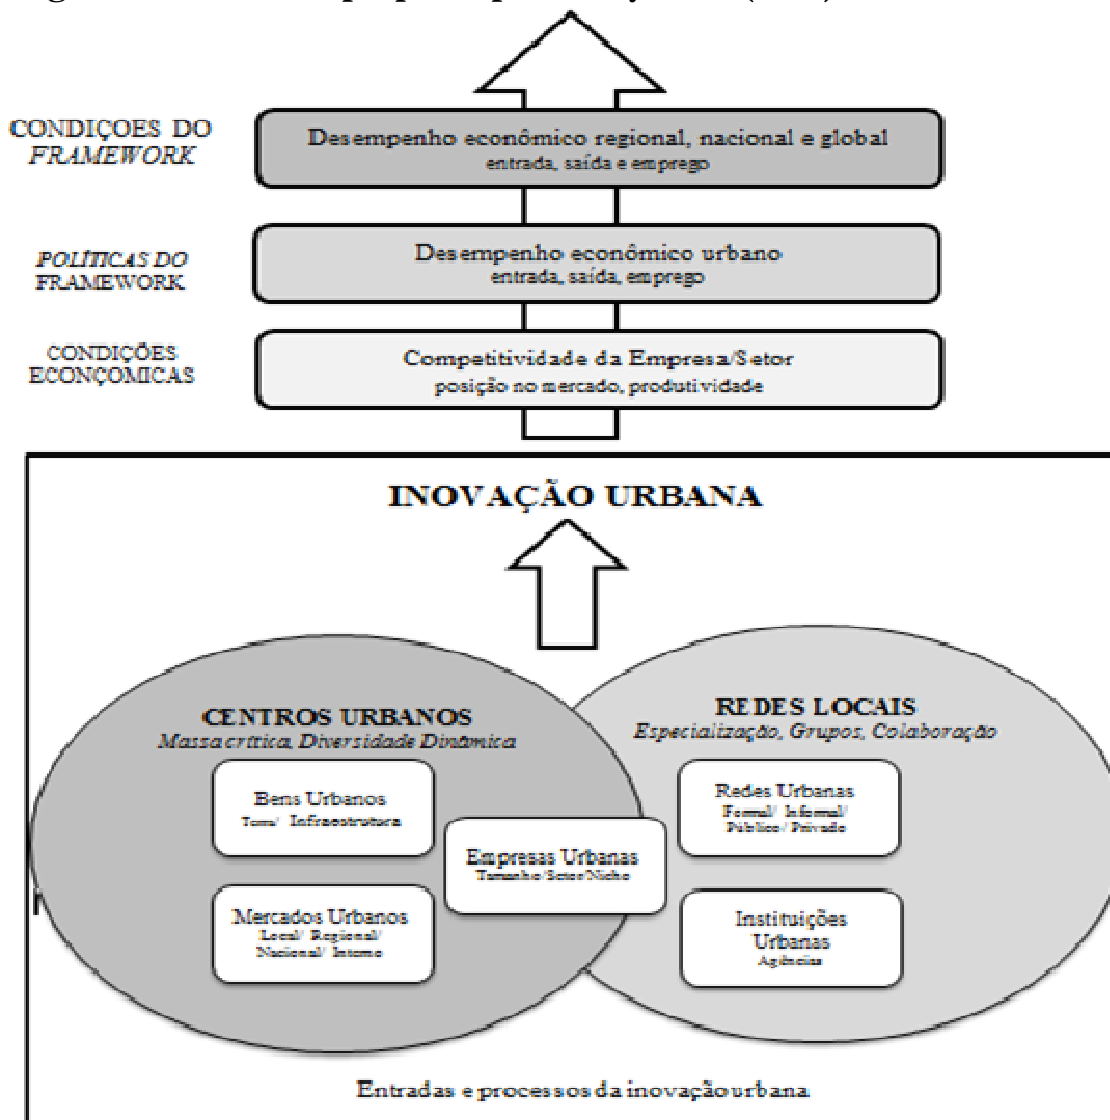 CONDIÇOES DO
FRAMEWORK
Desempenho econômico regional, nacional e global
entrada, saída e emprego
POLÍTICAS DO
FRAMEWORK
Desempenho econômico urbano
entrada, saída, emprego
CONDIÇÕES
ECONÇOMICAS
Competitividade da Empresa/Setor
posição no mercado, produtividade
INOVAÇÃO URBANA
CENTROS URBANOS
Massa crítica, Diversidade Dinâmica
REDES LOCAIS
Especialização, Grupos, Colaboração
Bens Urbanos
Infraestrutura
Redes Urbanas
Formal/ Informal/
Publico/ Privado
Empresas Urbanas
Tamanho/Setor/Nicho
Mercados Urbanos
Local/ Regional/
Nacional/ Interno
Instituições
Urbanas
Agências
Entradas e processos da inovação urbana